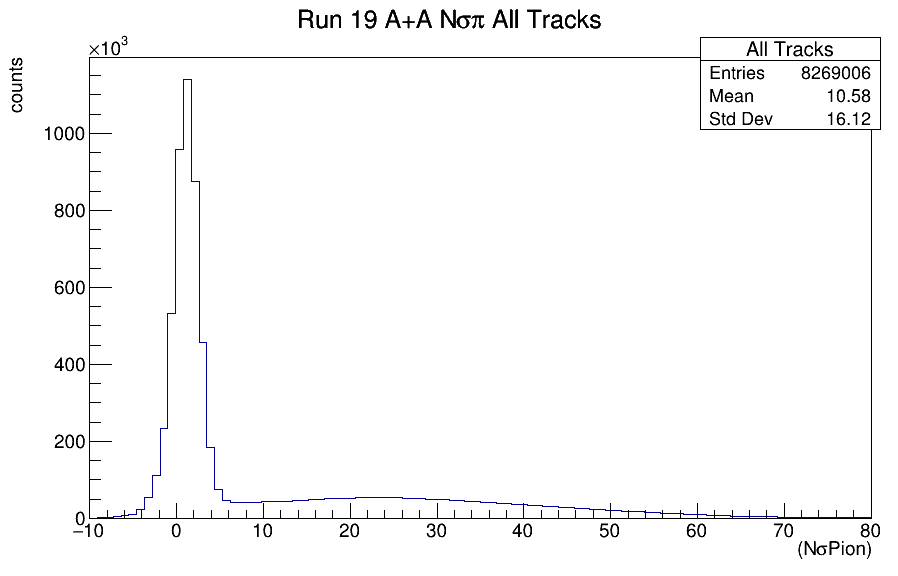 Run 19 A+A Nσπ All Tracks
×10³
counts
All Tracks
Entries 8269006
Mean 10.58
Std Dev 16.12
1000
800
600
400
200
0
−10 0 10 20 30 40 50 60 70 80
(NσPion)